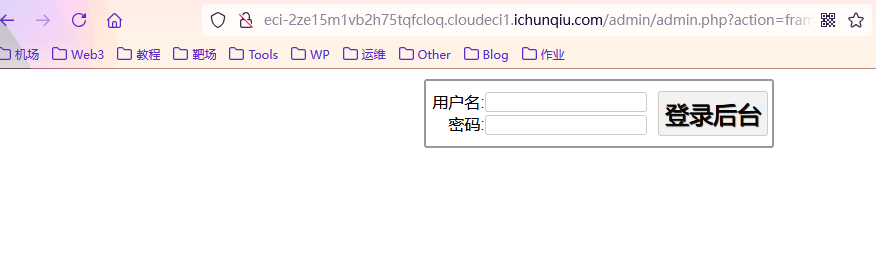 eci-2ze15m1vb2h75tqfcloq.cloudeci1.ichunqiu.com/admin/admin.php?action=fram
机场 Web3 教程 靶场 Tools WP 运维 Other Blog 作业
用户名:
密码:
登录后台